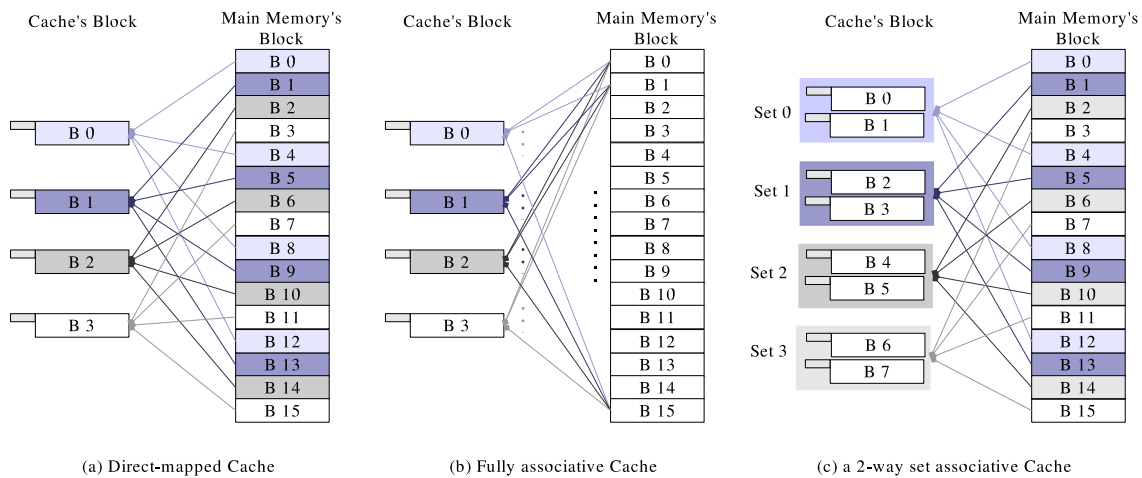 Cache's Block
Main Memory's
Block
B 0
B 1
B 2
B 3
B 0
B 1
B 2
B 3
B 4
B 5
B 6
B 7
B 8
B 9
B 10
B 11
B 12
B 13
B 14
B 15
(a) Direct-mapped Cache
Cache's Block
Main Memory's
Block
B 0
B 1
B 2
B 3
B 0
B 1
B 2
B 3
B 4
B 5
B 6
B 7
B 8
B 9
B 10
B 11
B 12
B 13
B 14
B 15
(b) Fully associative Cache
Cache's Block
Main Memory's
Block
Set 0
B 0
B 1
Set 1
B 2
B 3
Set 2
B 4
B 5
Set 3
B 6
B 7
B 0
B 1
B 2
B 3
B 4
B 5
B 6
B 7
B 8
B 9
B 10
B 11
B 12
B 13
B 14
B 15
(c) a 2-way set associative Cache